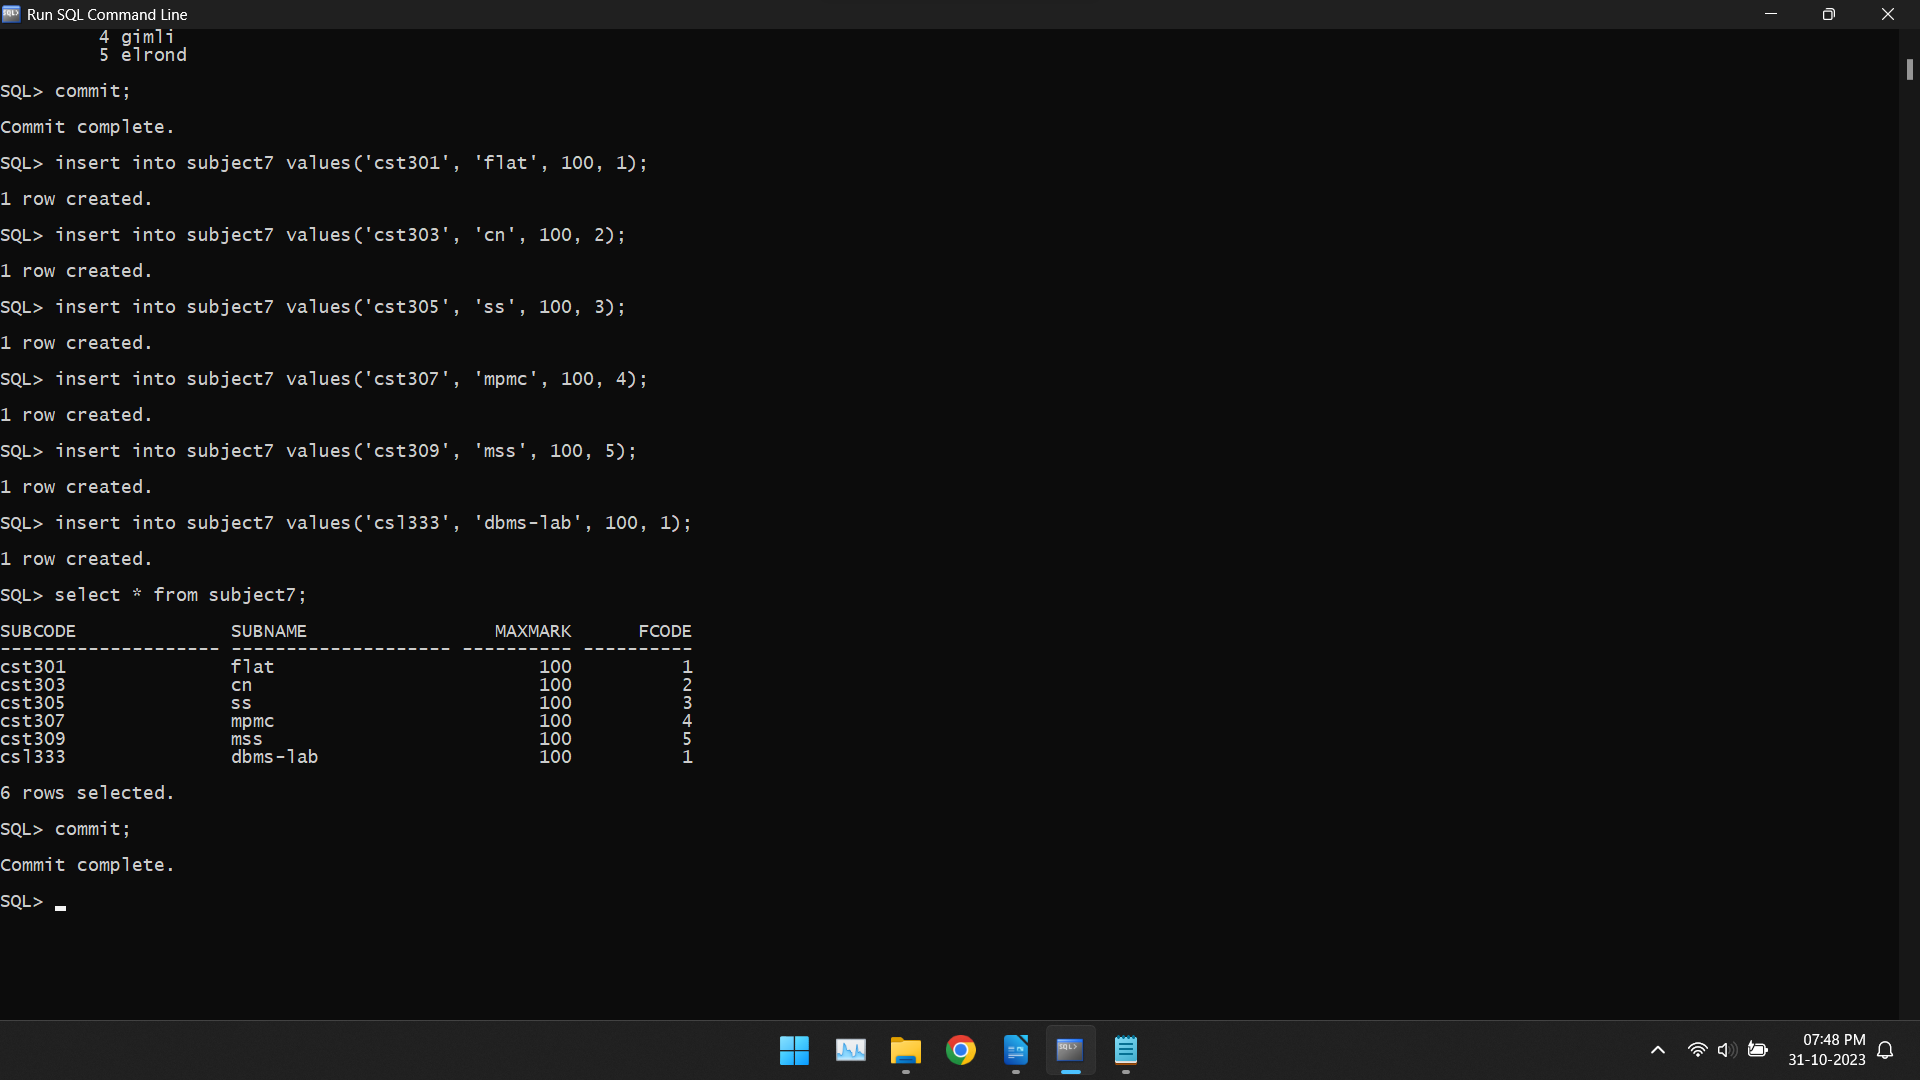 Run SQL Command Line
4 gimli
5 elrond
SQL> commit;
Commit complete.
SQL> insert into subject7 values('cst301', 'flat', 100, 1);
1 row created.
SQL> insert into subject7 values('cst303', 'cn', 100, 2);
1 row created.
SQL> insert into subject7 values('cst305', 'ss', 100, 3);
1 row created.
SQL> insert into subject7 values('cst307', 'mpmc', 100, 4);
1 row created.
SQL> insert into subject7 values('cst309', 'mss', 100, 5);
1 row created.
SQL> insert into subject7 values('csl333', 'dbms-lab', 100, 1);
1 row created.
SQL> select * from subject7;
SUBCODE SUBNAME MAXMARK FCODE
-------------------- -------------------- ---------- ----------
cst301 flat 100 1
cst303 cn 100 2
cst305 ss 100 3
cst307 mpmc 100 4
cst309 mss 100 5
csl333 dbms-lab 100 1
6 rows selected.
SQL> commit;
Commit complete.
SQL> _
SQL>
07:48 PM
31-10-2023